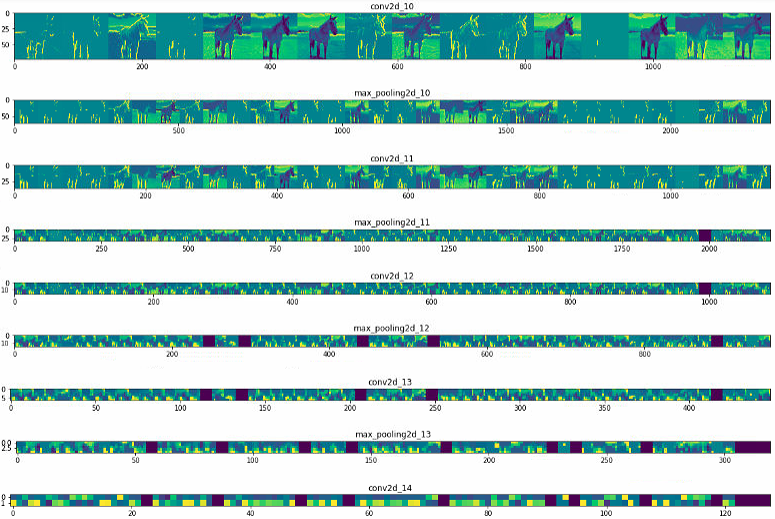 conv2d_10
0
25
50
0 200 400 600 800 1000
max_pooling2d_10
0
50
0 500 1000 1500 2000
conv2d_11
0
25
0 200 400 600 800 1000
max_pooling2d_11
0
25
0 250 500 750 1000 1250 1500 1750 2000
conv2d_12
0
10
0 200 400 600 800 1000
max_pooling2d_12
0
10
0 200 400 600 800
conv2d_13
0
5
0 50 100 150 200 250 300 350 400
max_pooling2d_13
0.0
2.5
0 50 100 150 200 250 300
conv2d_14
0
1
0 20 40 60 80 100 120